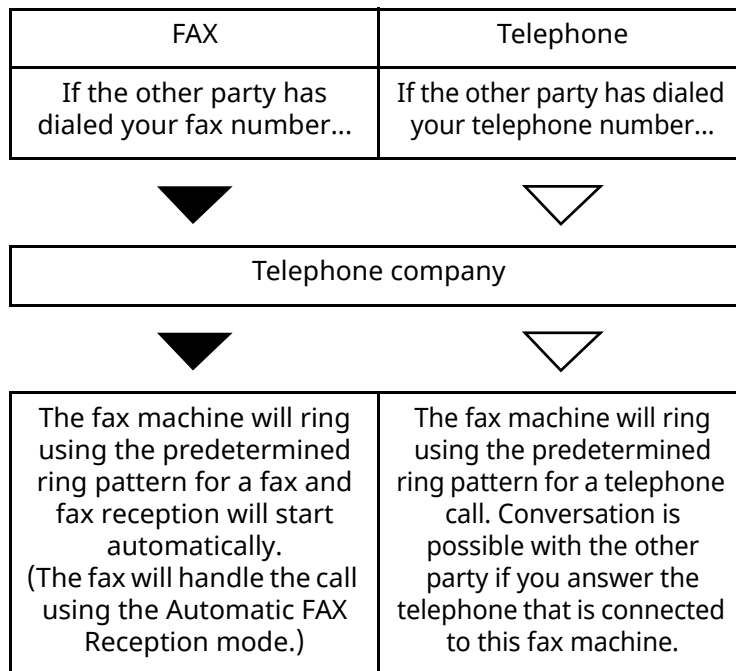 FAX
Telephone
If the other party has
dialed your fax number...
If the other party has dialed
your telephone number...
Telephone company
The fax machine will ring
using the predetermined
ring pattern for a fax and
fax reception will start
automatically.
(The fax will handle the call
using the Automatic FAX
Reception mode.)
The fax machine will ring
using the predetermined
ring pattern for a telephone
call. Conversation is
possible with the other
party if you answer the
telephone that is connected
to this fax machine.